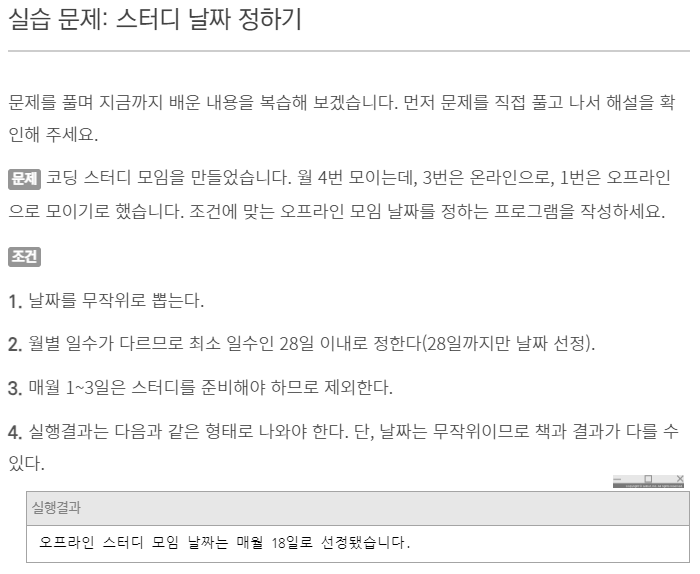 실습 문제: 스터디 날짜 정하기
문제를 풀며 지금까지 배운 내용을 복습해 보겠습니다. 먼저 문제를 직접 풀고 나서 해설을 확
인해 주세요.
문제 코딩 스터디 모임을 만들었습니다. 월 4번 모이는데, 3번은 온라인으로, 1번은 오프라인
으로 모이기로 했습니다. 조건에 맞는 오프라인 모임 날짜를 정하는 프로그램을 작성하세요.
조건
1. 날짜를 무작위로 뽑는다.
2. 월별 일수가 다르므로 최소 일수인 28일 이내로 정한다(28일까지만 날짜 선정).
3. 매월 1~3일은 스터디를 준비해야 하므로 제외한다.
4. 실행결과는 다음과 같은 형태로 나와야 한다. 단, 날짜는 무작위이므로 책과 결과가 다를 수
있다.
실행결과
오프라인 스터디 모임 날짜는 매월 18일로 선정됐습니다.